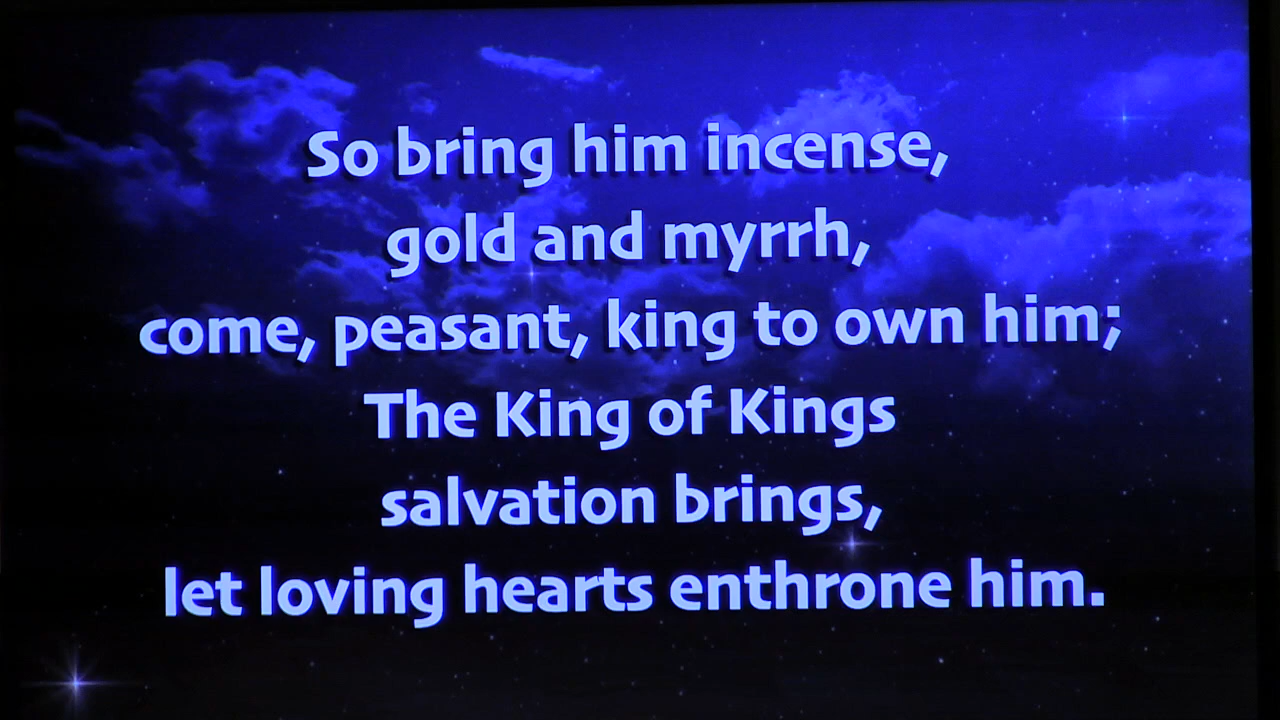 So bring him incense,
gold and myrrh,
come, peasant, king to own him;
The King of Kings
salvation brings,
let loving hearts enthrone him.